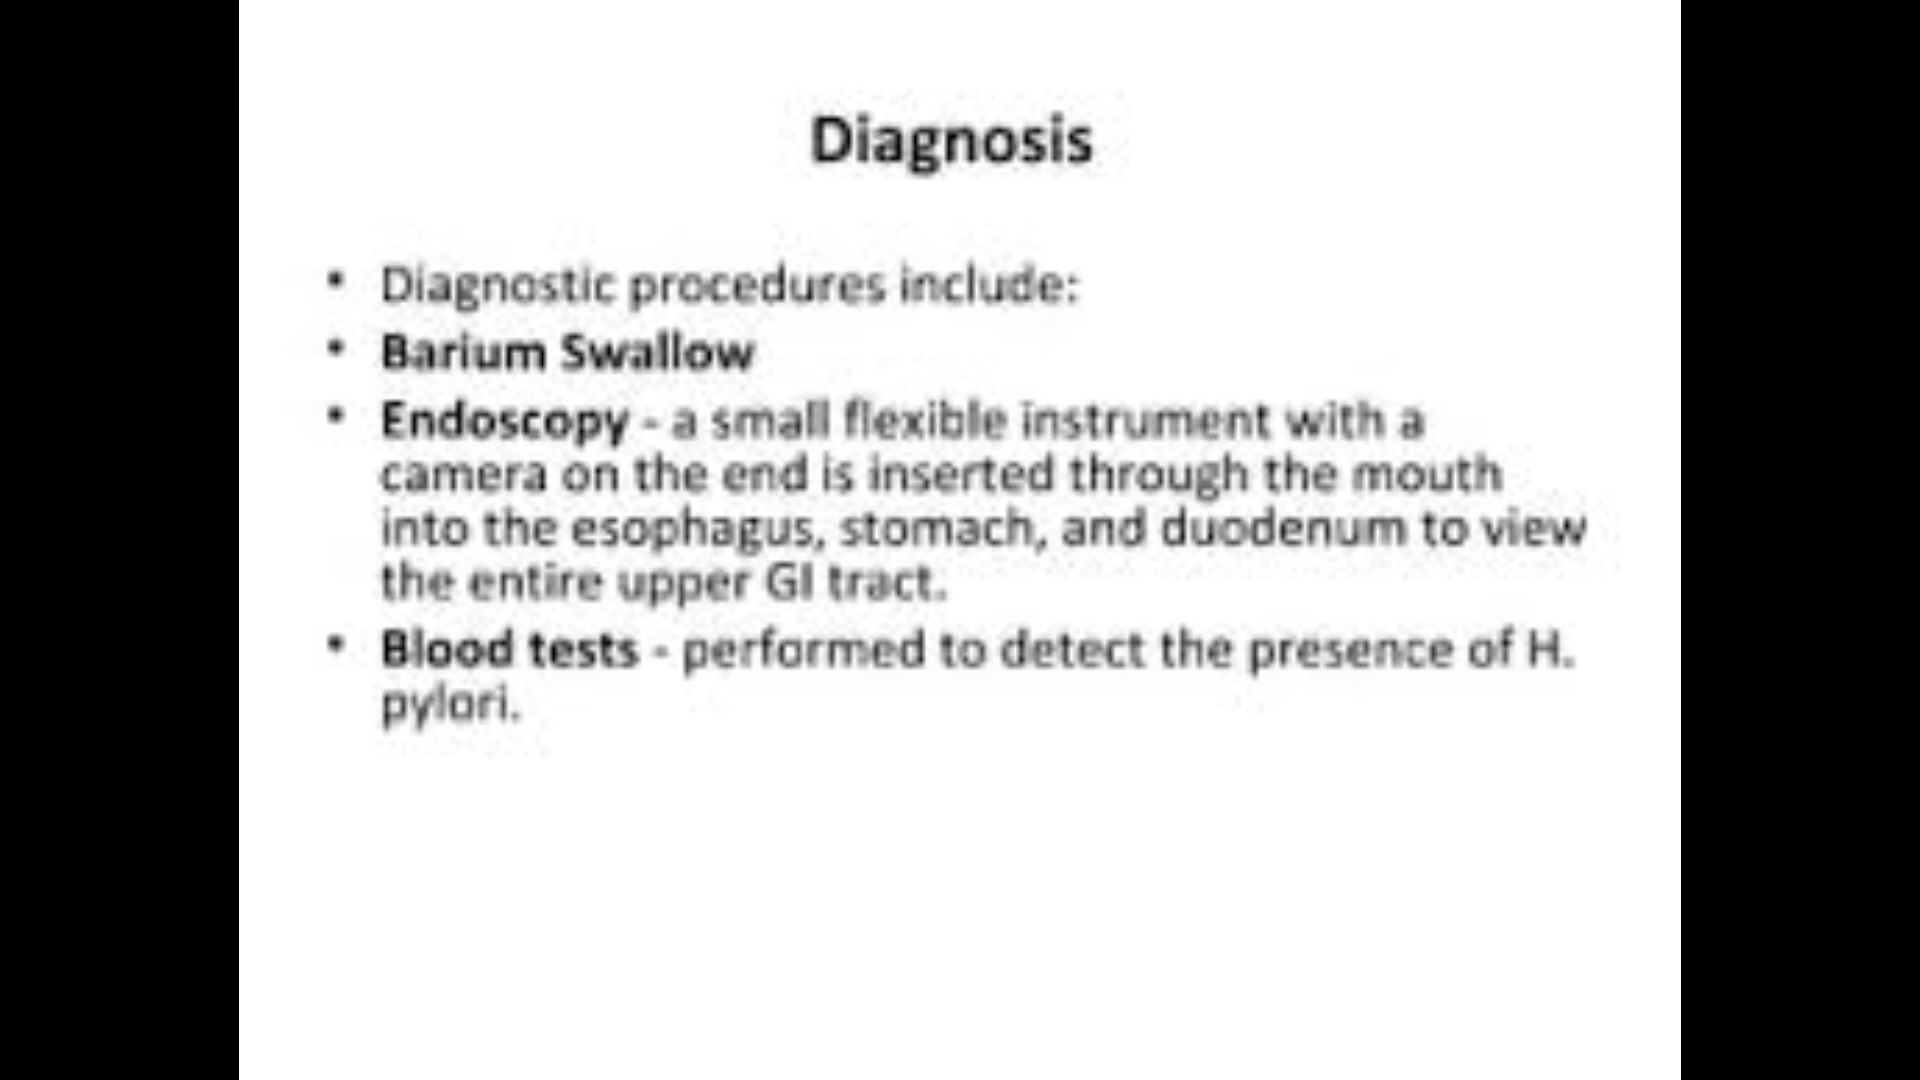 Diagnosis
• Diagnostic procedures include:
• Barium Swallow
• Endoscopy - a small flexible instrument with a
camera on the end is inserted through the mouth
into the esophagus, stomach, and duodenum to view
the entire upper GI tract.
• Blood tests - performed to detect the presence of H.
pylori.